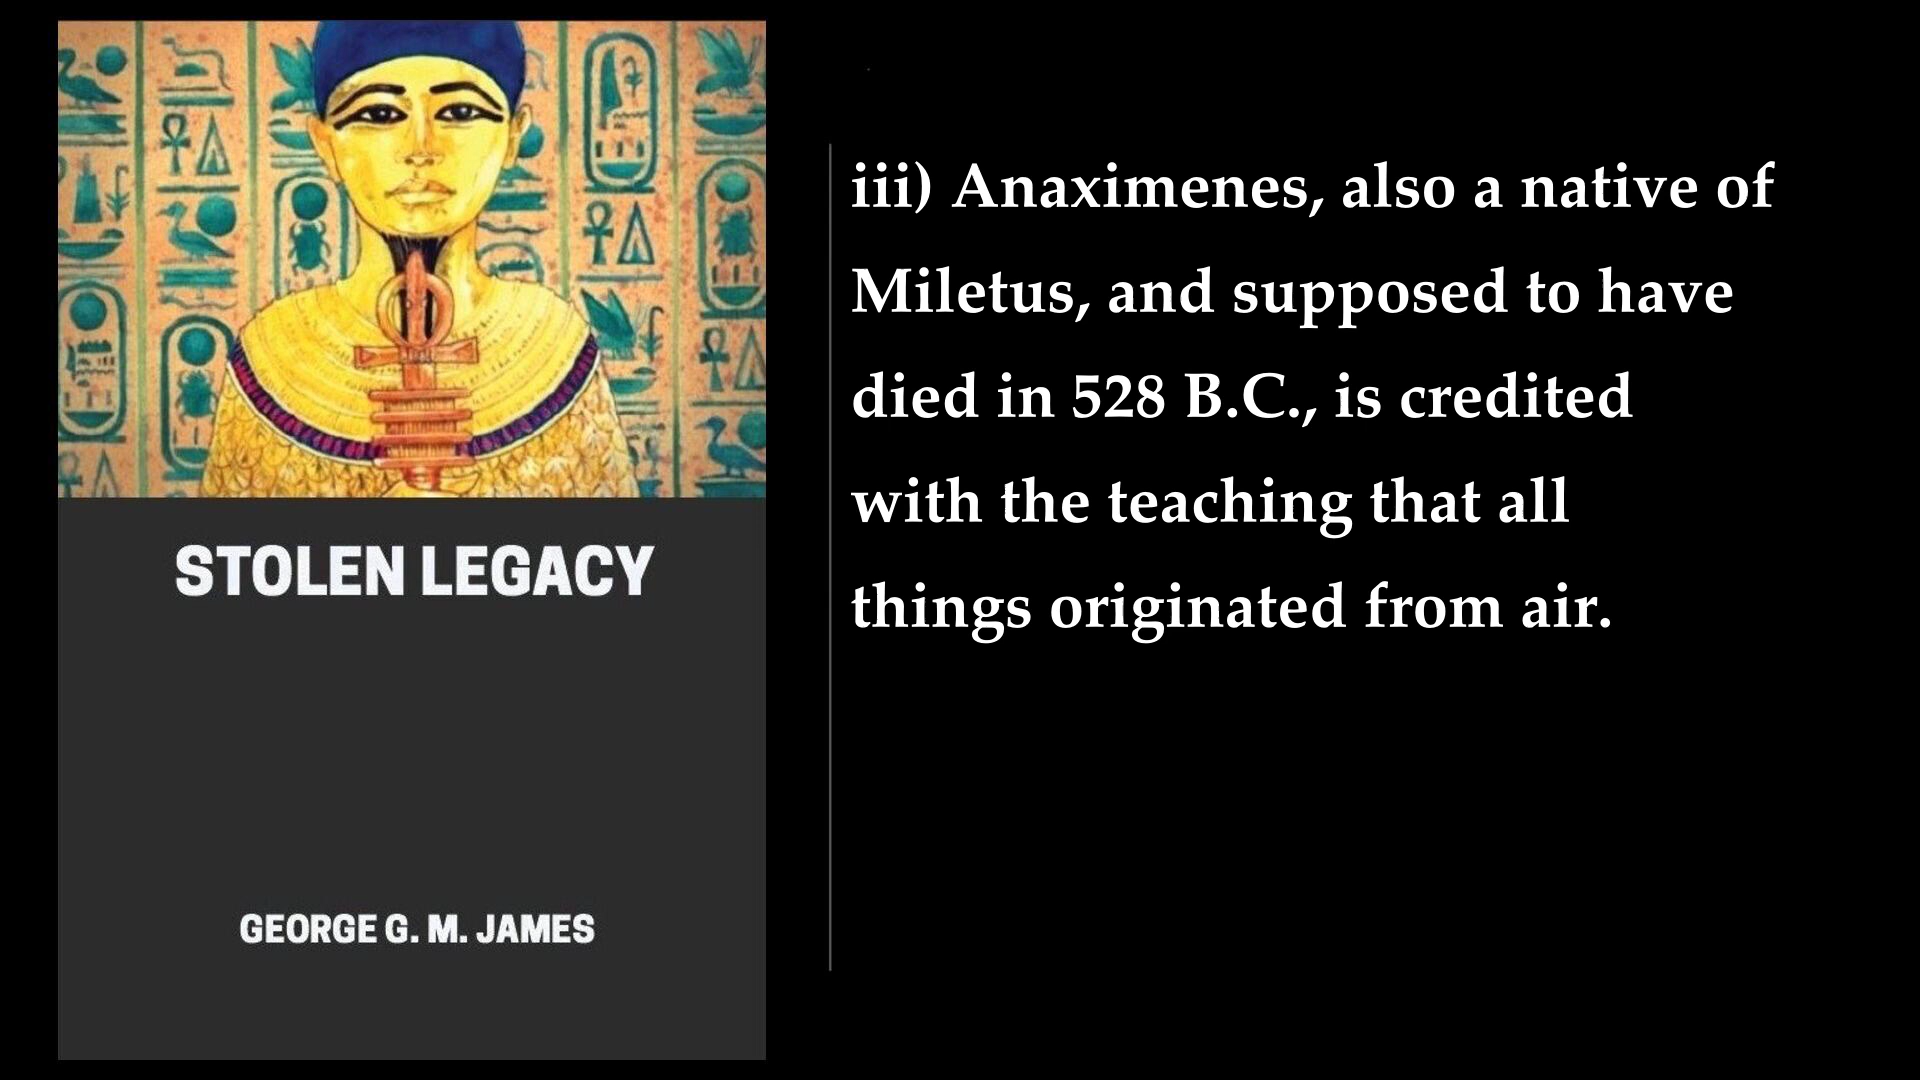 STOLEN LEGACY
GEORGE G. M. JAMES
iii) Anaximenes, also a native of
Miletus, and supposed to have
died in 528 B.C., is credited
with the teaching that all
things originated from air.